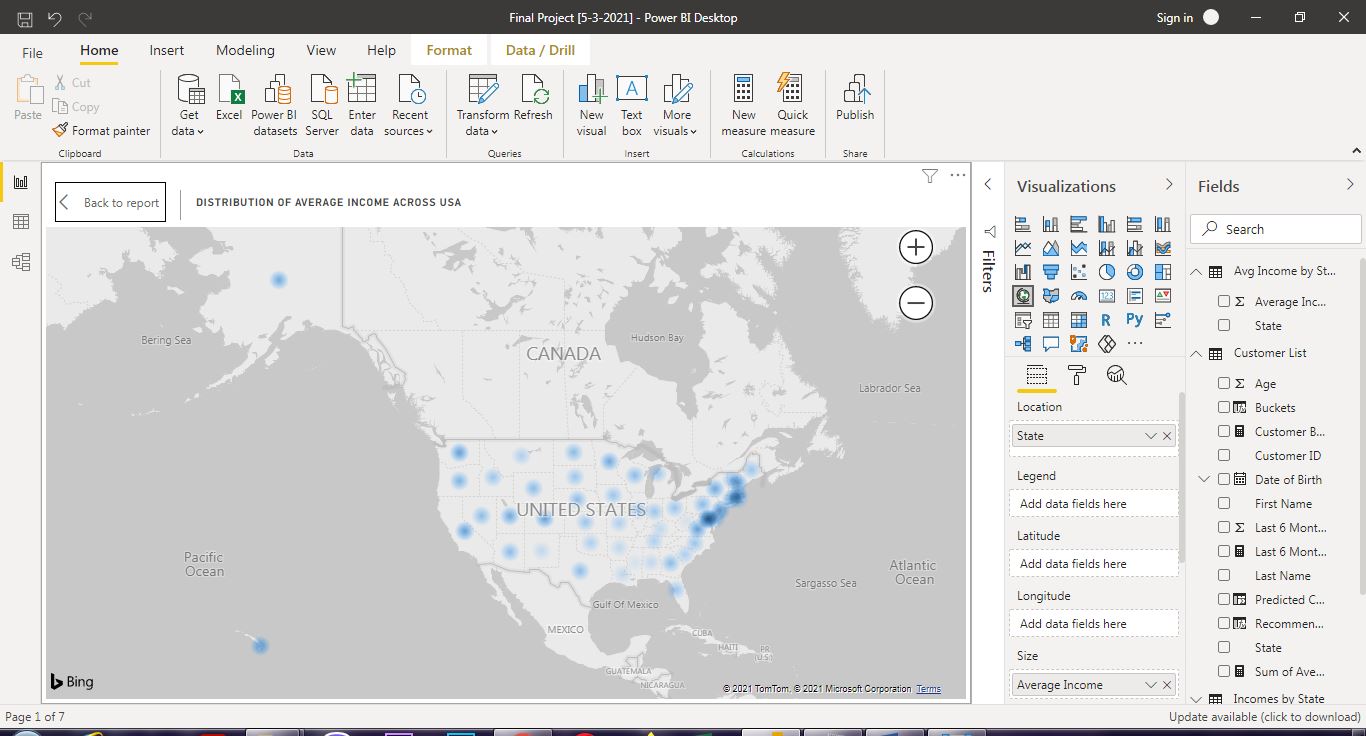 Final Project [5-3-2021] - Power BI Desktop
Sign in
File
Home
Insert
Modeling
View
Help
Format
Data / Drill
Paste
Cut
Copy
Format painter
Clipboard
Get data
Excel
Power BI datasets
SQL Server
Enter data
Recent sources
Data
Transform data
Refresh
Queries
New visual
Text box
More visuals
Insert
New measure
Quick measure
Calculations
Publish
Share
Back to report
DISTRIBUTION OF AVERAGE INCOME ACROSS USA
Bering Sea
CANADA
Hudson Bay
Labrador Sea
UNITED STATES
Pacific
Ocean
Sargasso Sea
Atlantic
Ocean
Gulf Of Mexico
MEXICO
CUBA
HAITI
PR
(U.S.)
GUATEMALA
NICARAGUA
Bing
© 2021 TomTom, © 2021 Microsoft Corporation Terms
Filters
Visualizations
123
R
Py
Location
State
Legend
Add data fields here
Latitude
Add data fields here
Longitude
Add data fields here
Size
Average Income
Fields
Search
Avg Income by St...
Average Inc...
State
Customer List
Age
Buckets
Customer B...
Customer ID
Date of Birth
First Name
Last 6 Mont...
Last 6 Mont...
Last Name
Predicted C...
Recommen...
State
Sum of Ave...
Incomes by State
Page 1 of 7
Update available (click to download)